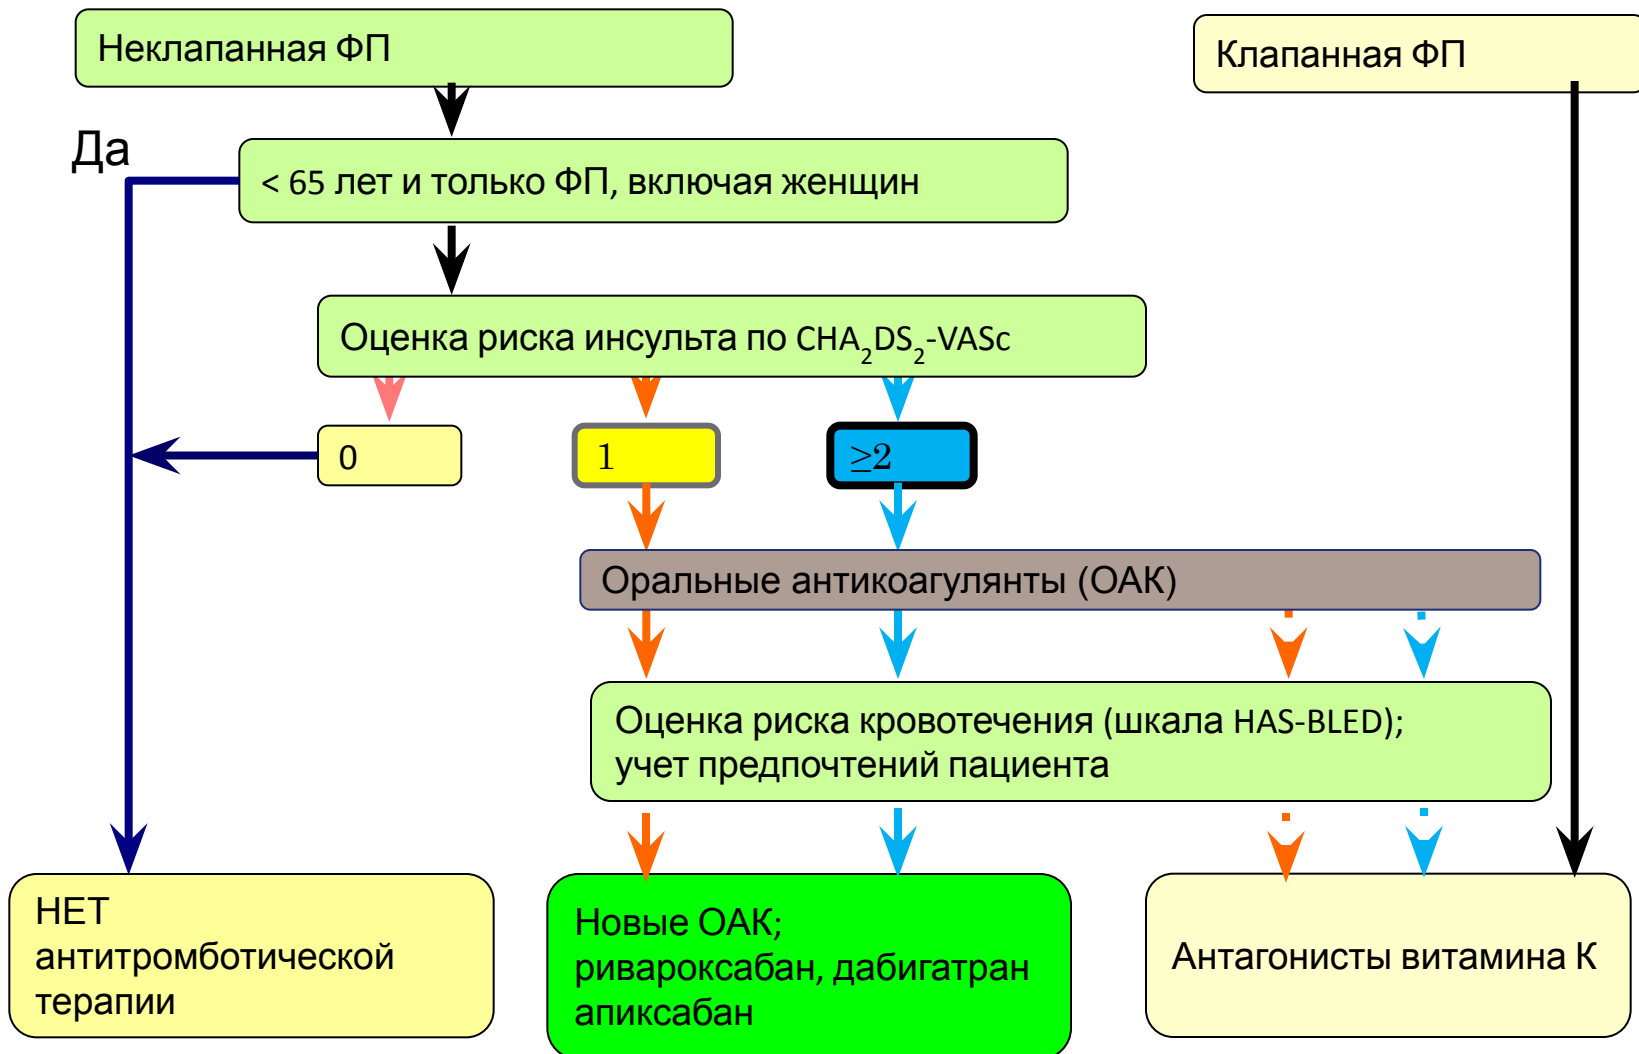 Неклапанная ФП
Клапанная ФП
Да
< 65 лет и только ФП, включая женщин
Оценка риска инсульта по CHA₂DS₂-VASc
0
1
≥2
Оральные антикоагулянты (ОАК)
Оценка риска кровотечения (шкала HAS-BLED);
учет предпочтений пациента
НЕТ
антитромботической
терапии
Новые ОАК;
ривароксабан, дабигатран
апиксабан
Антагонисты витамина К